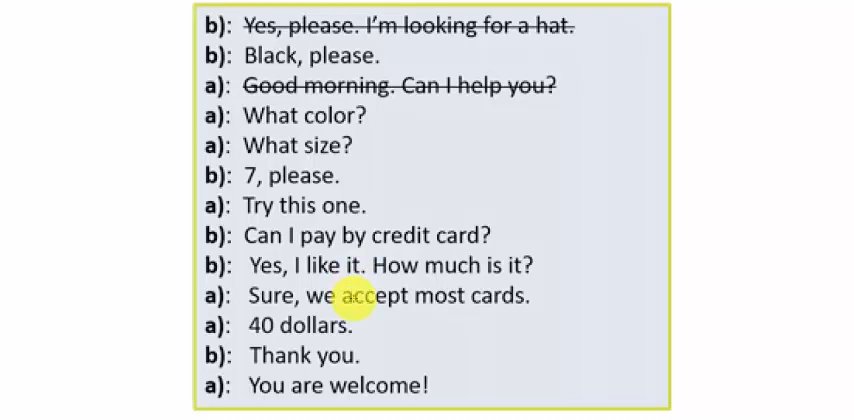 b): Yes, please. I'm looking for a hat.
b): Black, please.
a): Good morning. Can I help you?
a): What color?
a): What size?
b): 7, please.
a): Try this one.
b): Can I pay by credit card?
b): Yes, I like it. How much is it?
a): Sure, we accept most cards.
a): 40 dollars.
b): Thank you.
a): You are welcome!